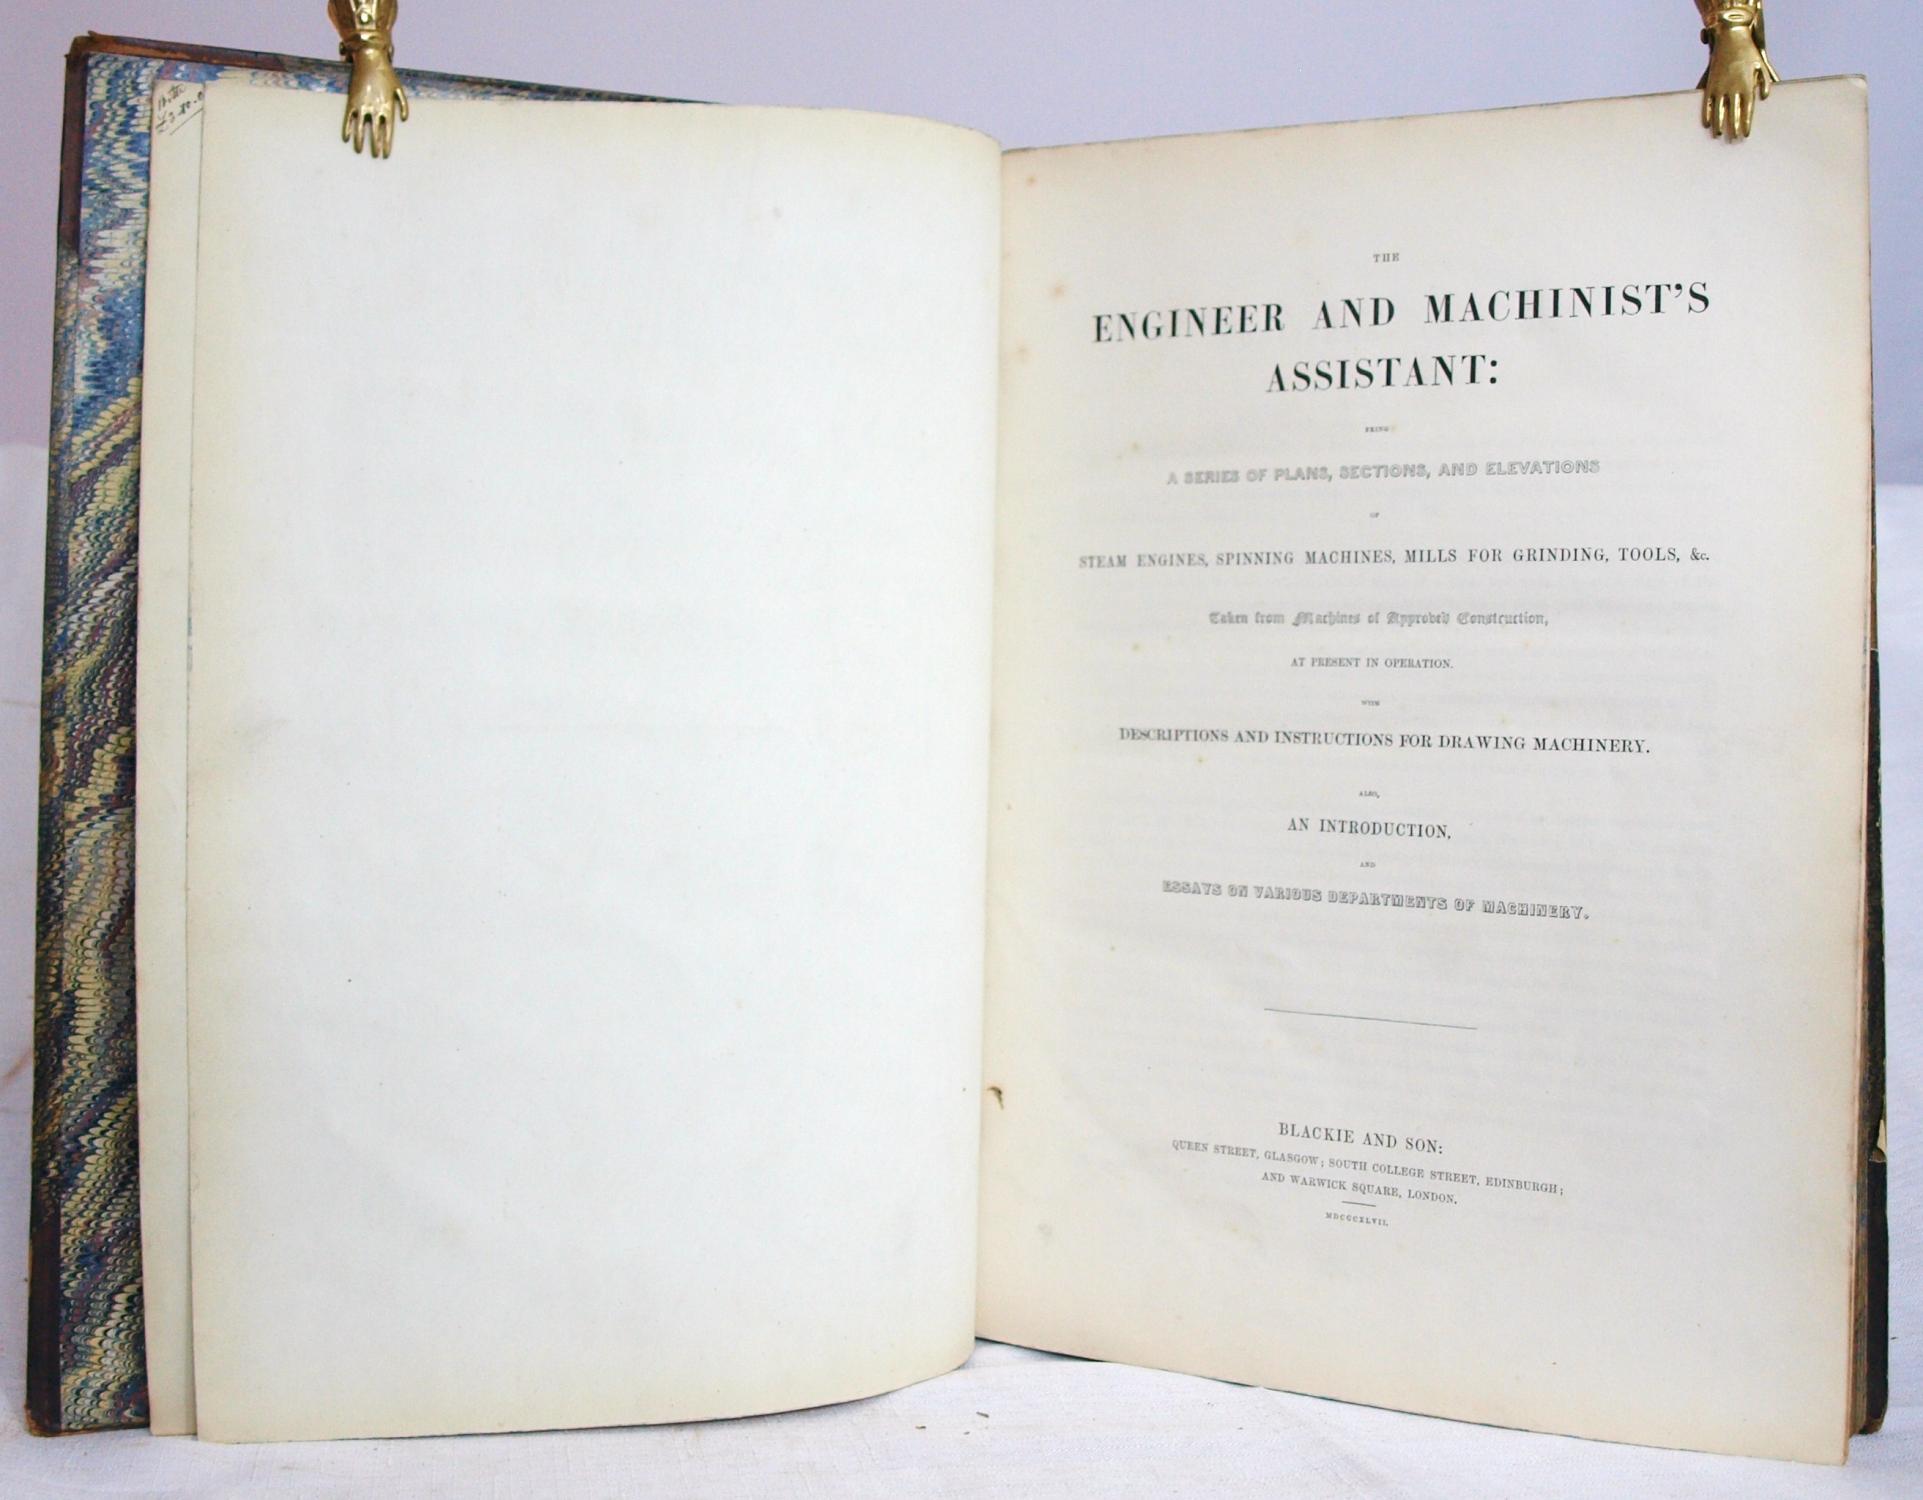 THE
ENGINEER AND MACHINIST'S
ASSISTANT:
BEING
A SERIES OF PLANS, SECTIONS, AND ELEVATIONS
OF
STEAM ENGINES, SPINNING MACHINES, MILLS FOR GRINDING, TOOLS, &c.
Taken from Machines of Approved Construction,
AT PRESENT IN OPERATION.
WITH
DESCRIPTIONS AND INSTRUCTIONS FOR DRAWING MACHINERY.
ALSO,
AN INTRODUCTION,
AND
ESSAYS ON VARIOUS DEPARTMENTS OF MACHINERY.
BLACKIE AND SON:
QUEEN STREET, GLASGOW; SOUTH COLLEGE STREET, EDINBURGH;
AND WARWICK SQUARE, LONDON.
MDCCCXLVII.